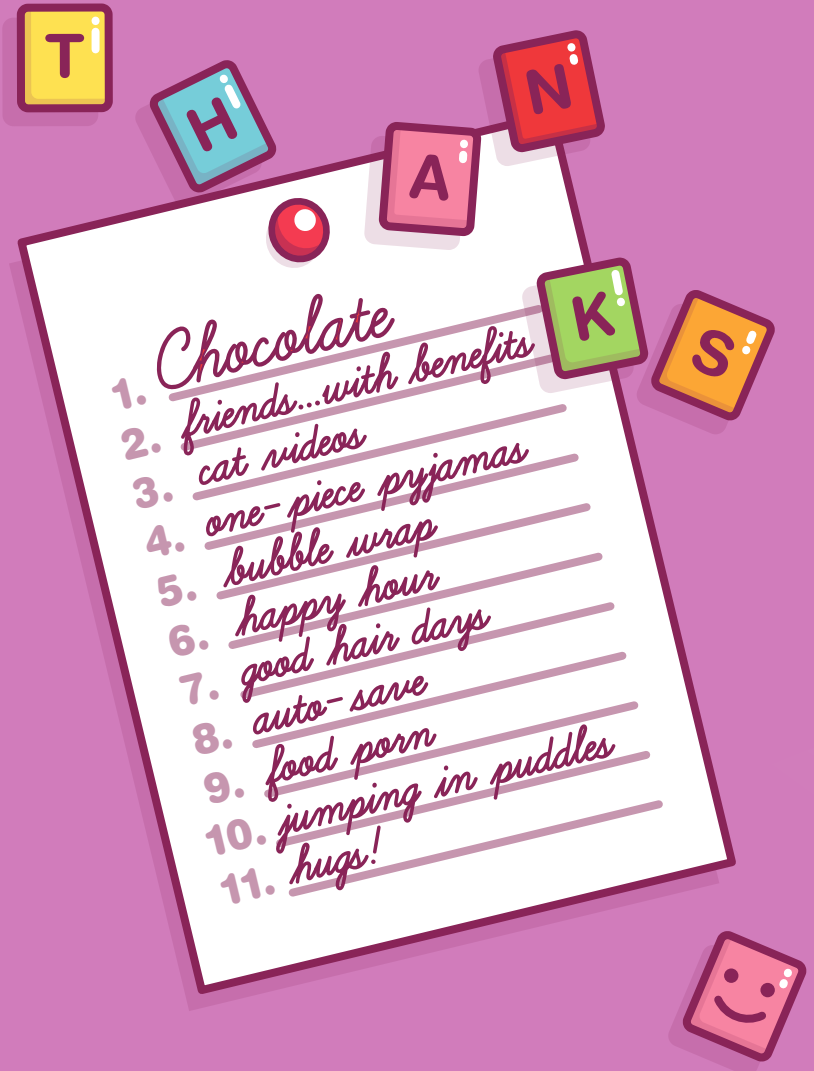 THANKS
1. Chocolate
2. friends...with benefits
3. cat videos
4. one-piece pyjamas
5. bubble wrap
6. happy hour
7. good hair days
8. auto-save
9. food porn
10. jumping in puddles
11. hugs!